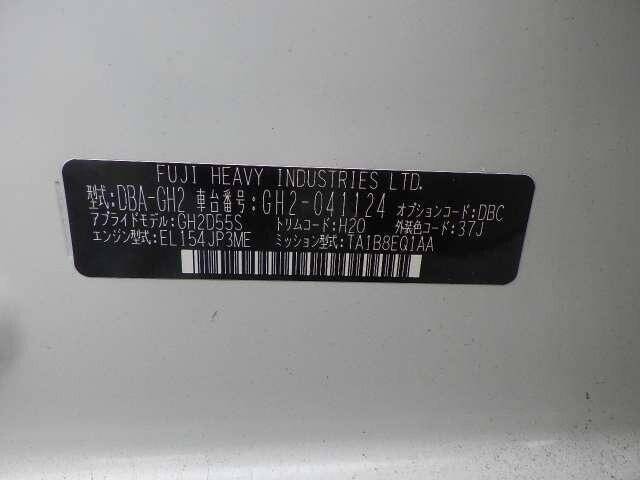 FUJI HEAVY INDUSTRIES LTD.
型式:DBA-GH2 車台番号:GH2-041124 オプションコード:DBC
アプライドモデル:GH2D55S トリムコード:H20 外装色コード:37J
エンジン型式:EL154JP3ME ミッション型式:TA1B8EQ1AA